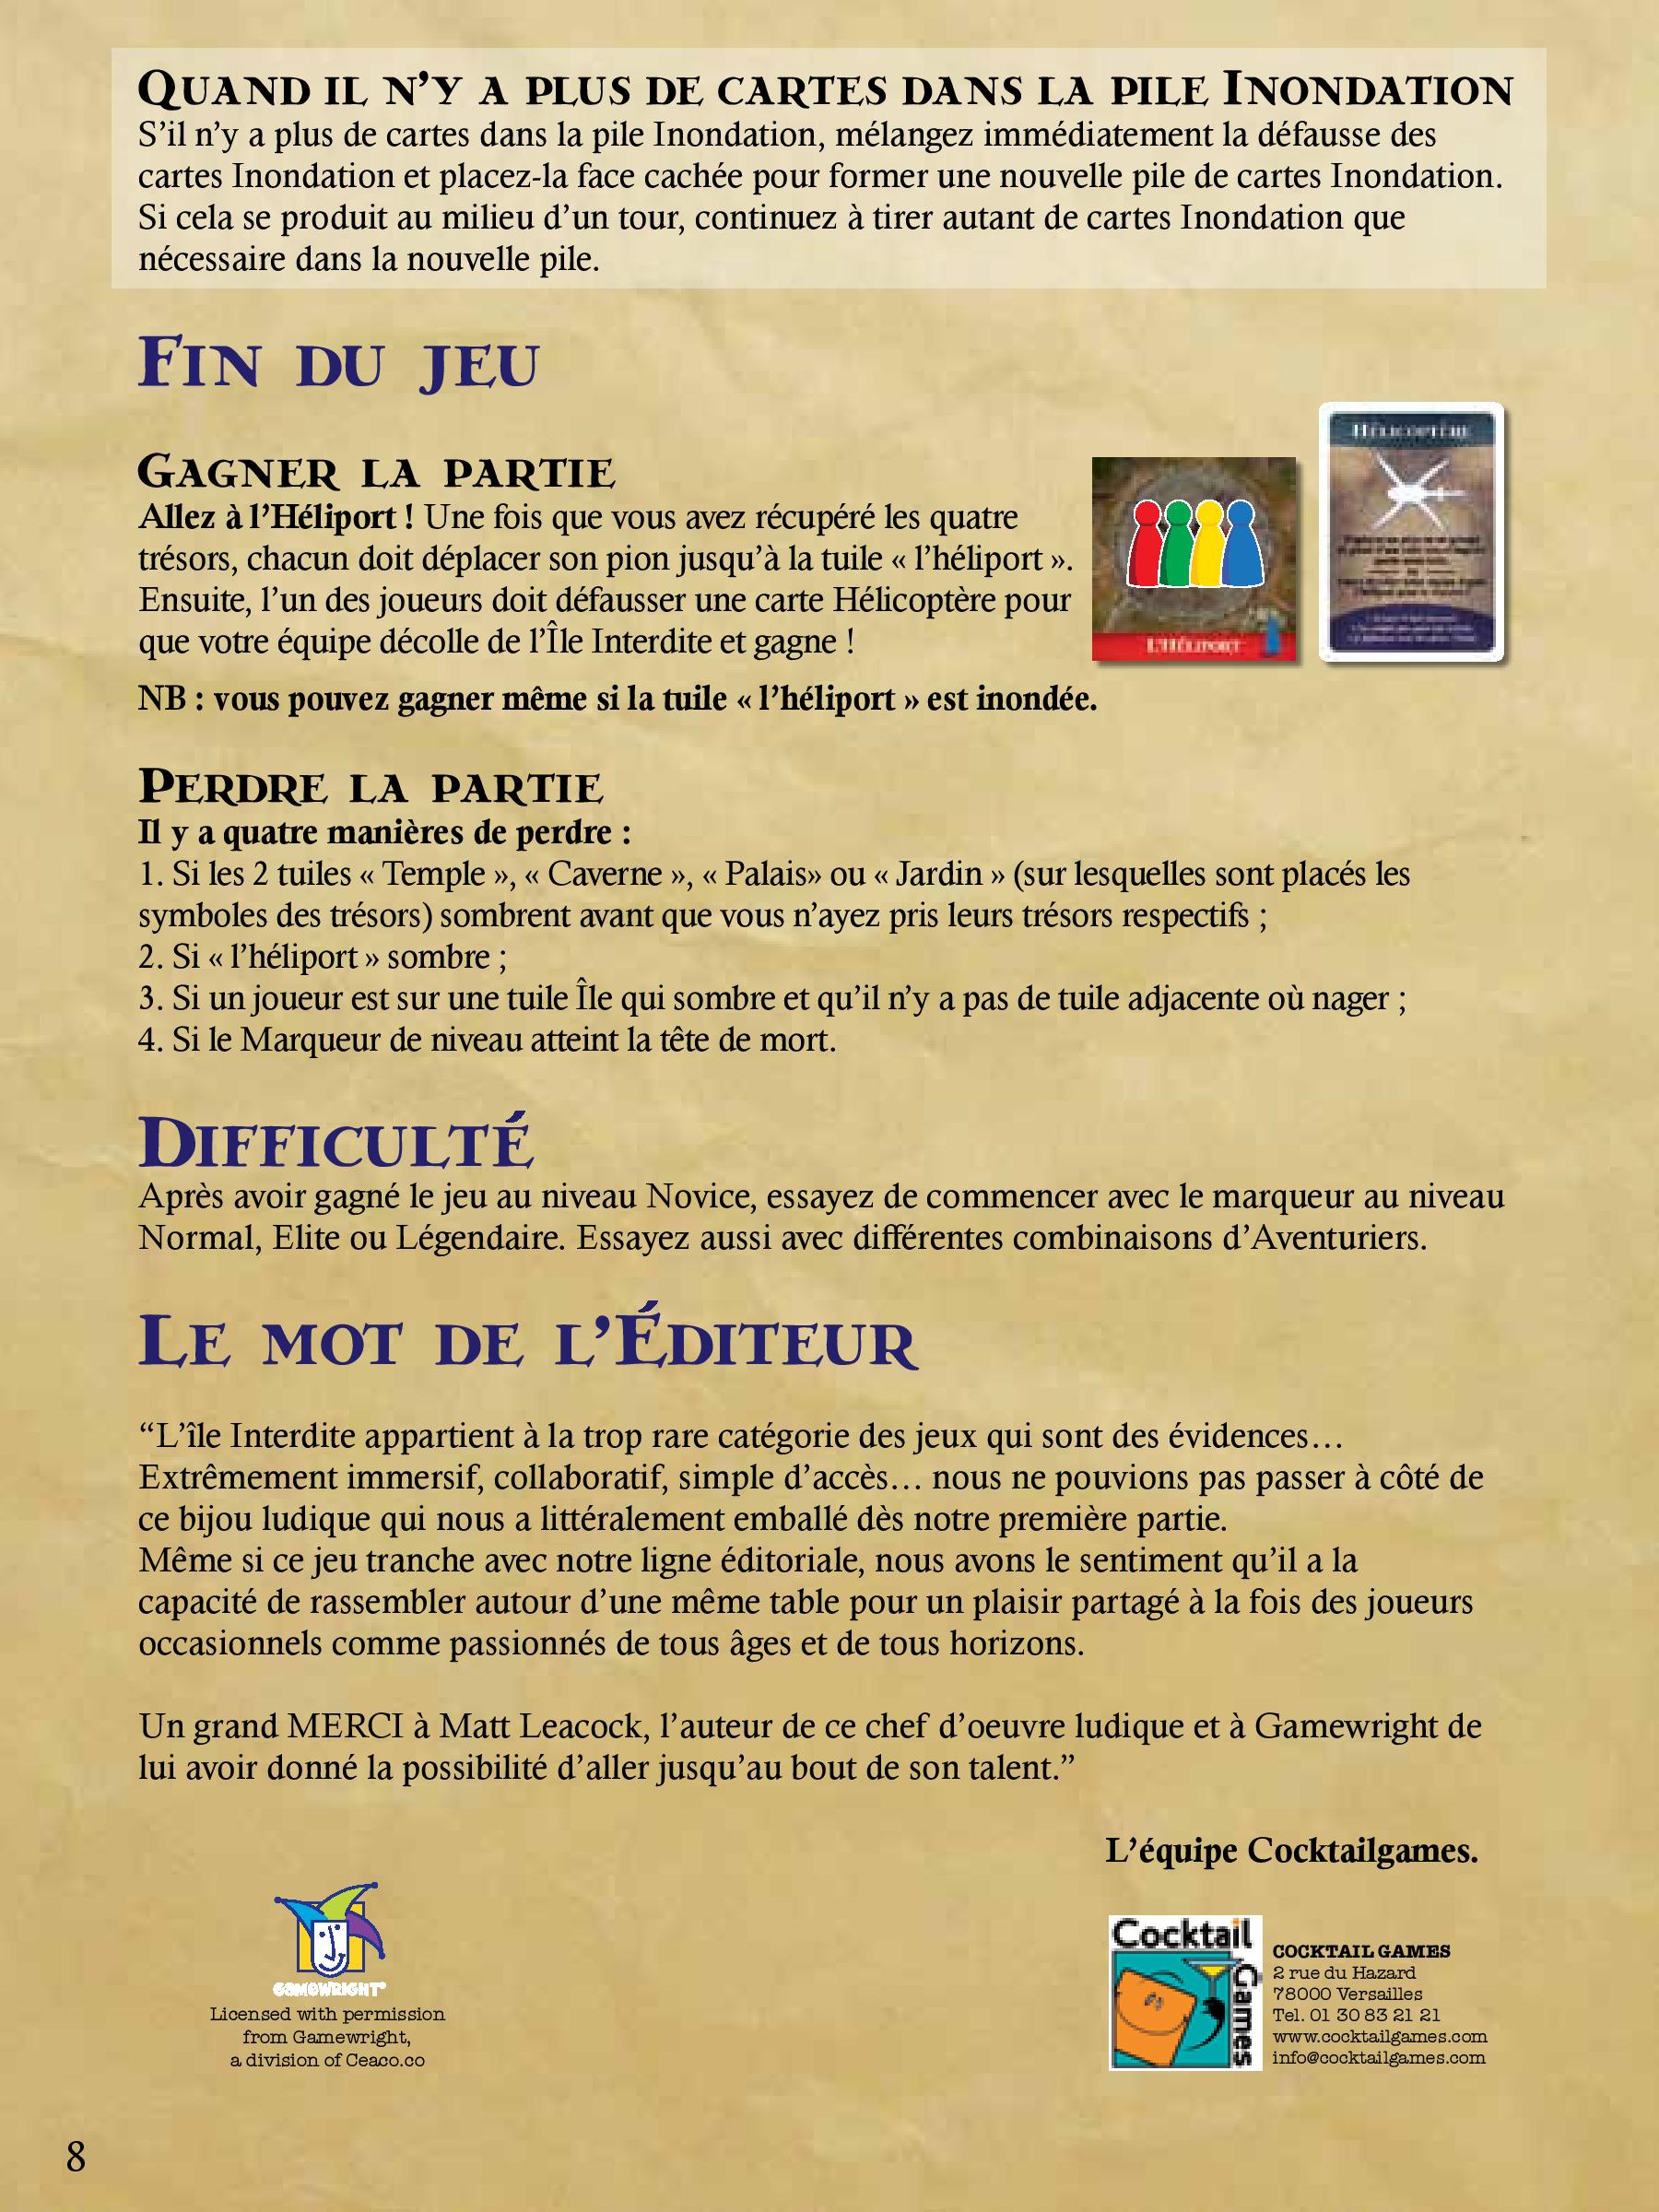 Quand il n’y a plus de cartes dans la pile Inondation
S’il n’y a plus de cartes dans la pile Inondation, mélangez immédiatement la défausse des
cartes Inondation et placez-la face cachée pour former une nouvelle pile de cartes Inondation.
Si cela se produit au milieu d’un tour, continuez à tirer autant de cartes Inondation que
nécessaire dans la nouvelle pile.
Fin du jeu
Gagner la partie
Allez à l’Héliport ! Une fois que vous avez récupéré les quatre
trésors, chacun doit déplacer son pion jusqu’à la tuile « l’héliport ».
Ensuite, l’un des joueurs doit défausser une carte Hélicoptère pour
que votre équipe décolle de l’Île Interdite et gagne !
NB : vous pouvez gagner même si la tuile « l’héliport » est inondée.
L’Héliport
Hélicoptère
Perdre la partie
Il y a quatre manières de perdre :
1. Si les 2 tuiles « Temple », « Caverne », « Palais» ou « Jardin » (sur lesquelles sont placés les
symboles des trésors) sombrent avant que vous n’ayez pris leurs trésors respectifs ;
2. Si « l’héliport » sombre ;
3. Si un joueur est sur une tuile Île qui sombre et qu’il n’y a pas de tuile adjacente où nager ;
4. Si le Marqueur de niveau atteint la tête de mort.
Difficulté
Après avoir gagné le jeu au niveau Novice, essayez de commencer avec le marqueur au niveau
Normal, Elite ou Légendaire. Essayez aussi avec différentes combinaisons d’Aventuriers.
Le mot de l’Éditeur
“L’île Interdite appartient à la trop rare catégorie des jeux qui sont des évidences…
Extrêmement immersif, collaboratif, simple d’accès… nous ne pouvions pas passer à côté de
ce bijou ludique qui nous a littéralement emballé dès notre première partie.
Même si ce jeu tranche avec notre ligne éditoriale, nous avons le sentiment qu’il a la
capacité de rassembler autour d’une même table pour un plaisir partagé à la fois des joueurs
occasionnels comme passionnés de tous âges et de tous horizons.
Un grand MERCI à Matt Leacock, l’auteur de ce chef d’oeuvre ludique et à Gamewright de
lui avoir donné la possibilité d’aller jusqu’au bout de son talent.”
L’équipe Cocktailgames.
GAMEWRIGHT®
Licensed with permission
from Gamewright,
a division of Ceaco.co
Cocktail
Games
COCKTAIL GAMES
2 rue du Hazard
78000 Versailles
Tel. 01 30 83 21 21
www.cocktailgames.com
info@cocktailgames.com
8